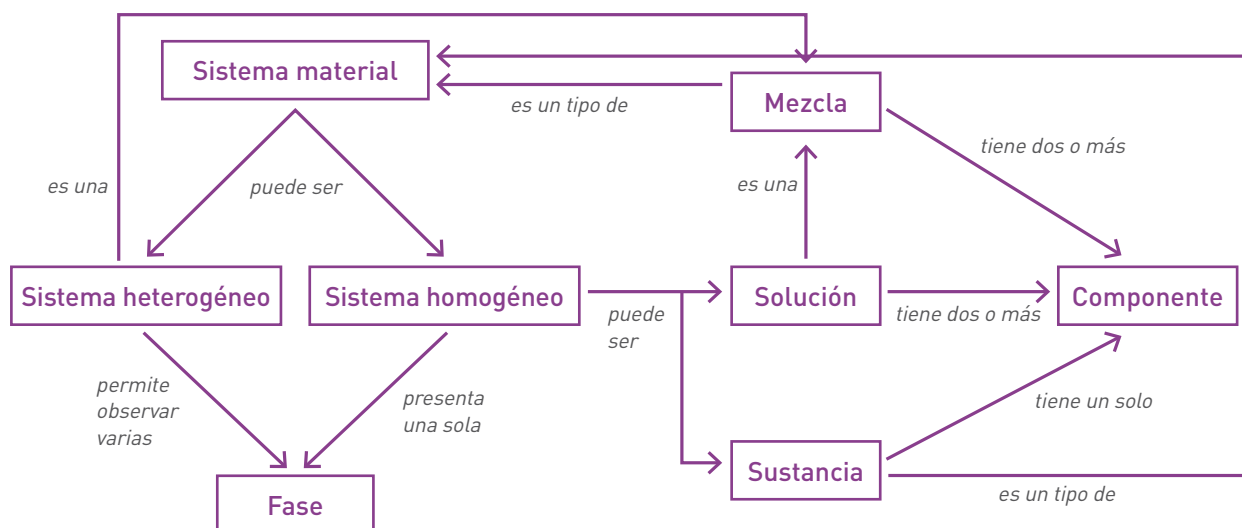 Sistema material
es un tipo de
Mezcla
tiene dos o más
es una
puede ser
es una
Sistema heterogéneo
Sistema homogéneo
puede
ser
Solución
tiene dos o más
Componente
permite
observar
varias
presenta
una sola
tiene un solo
Fase
Sustancia
es un tipo de